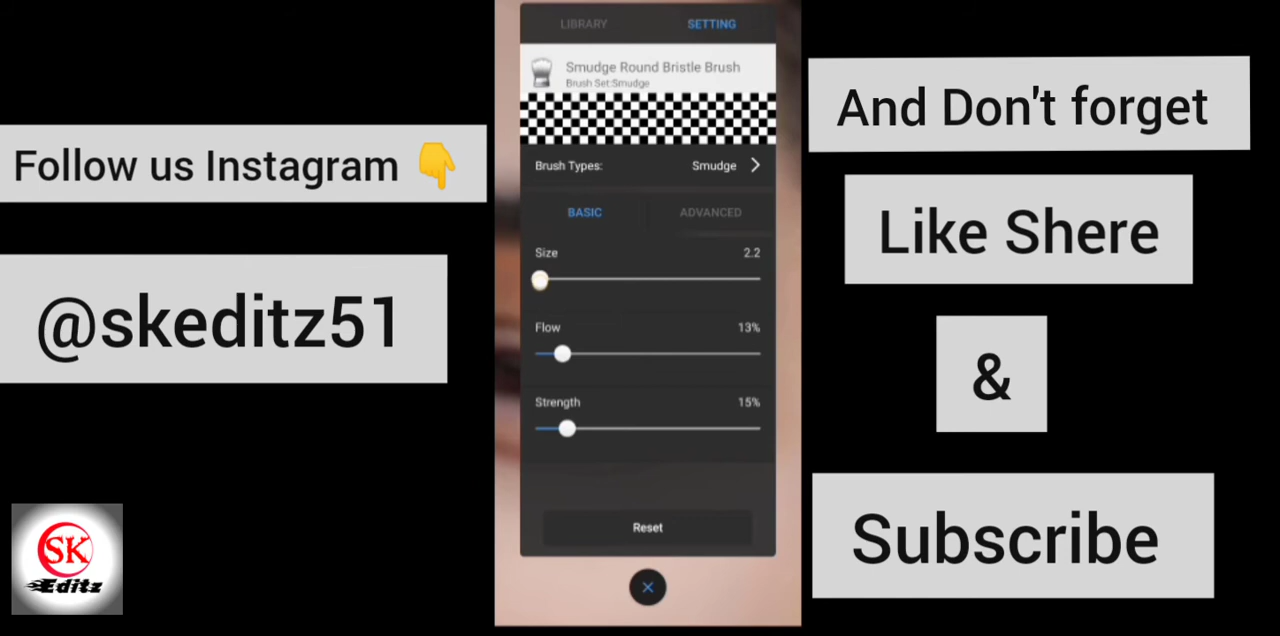 Follow us Instagram 👇
@skeditz51
SK
Editz
LIBRARY SETTING
Smudge Round Bristle Brush
Brush Set:Smudge
Brush Types: Smudge
BASIC ADVANCED
Size 2.2
Flow 13%
Strength 15%
Reset
And Don't forget
Like Shere
&
Subscribe